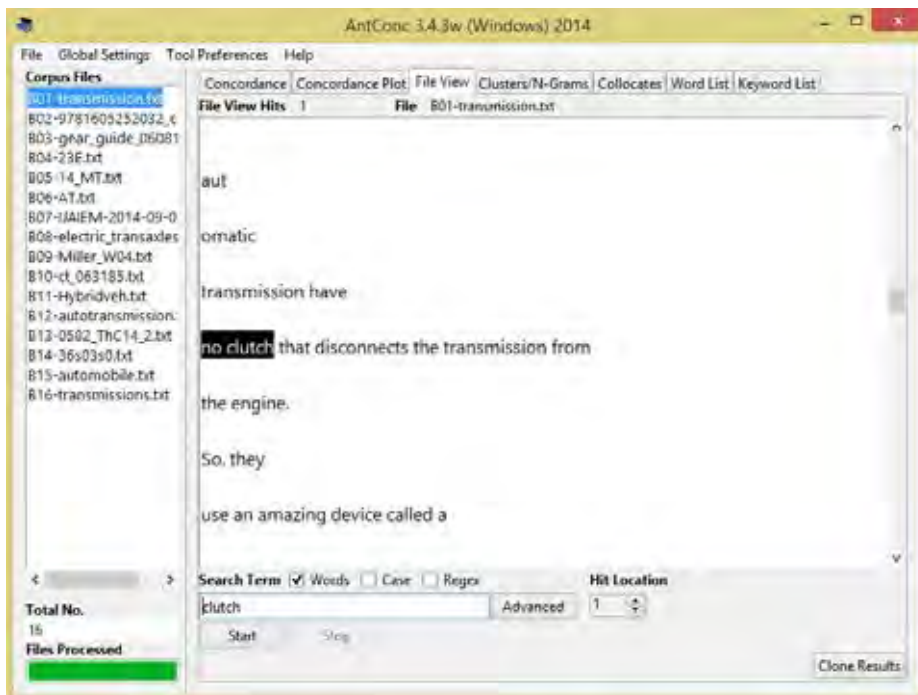 AntConc 3.4.3w (Windows) 2014
File Global Settings Tool Preferences Help
Corpus Files
B01-transmission.txt
B02-9781605252032_c
B03-gear_guide_06081
B04-23E.txt
B05-14_MT.txt
B06-AT.txt
B07-IJAIEM-2014-09-0
B08-electric_transaxles
B09-Miller_W04.txt
B10-ct_063185.txt
B11-Hybridveh.txt
B12-autotransmission.
B13-0502_ThC14_2.txt
B14-36s03s0.txt
B15-automobile.txt
B16-transmissions.txt
Total No.
16
Files Processed
Concordance Concordance Plot File View Clusters/N-Grams Collocates Word List Keyword List
File View Hits 1 File B01-transmission.txt
aut
omatic
transmission have
no clutch that disconnects the transmission from
the engine.
So, they
use an amazing device called a
Search Term Words Case Regex Hit Location
clutch Advanced 1
Start Stop
Clone Results